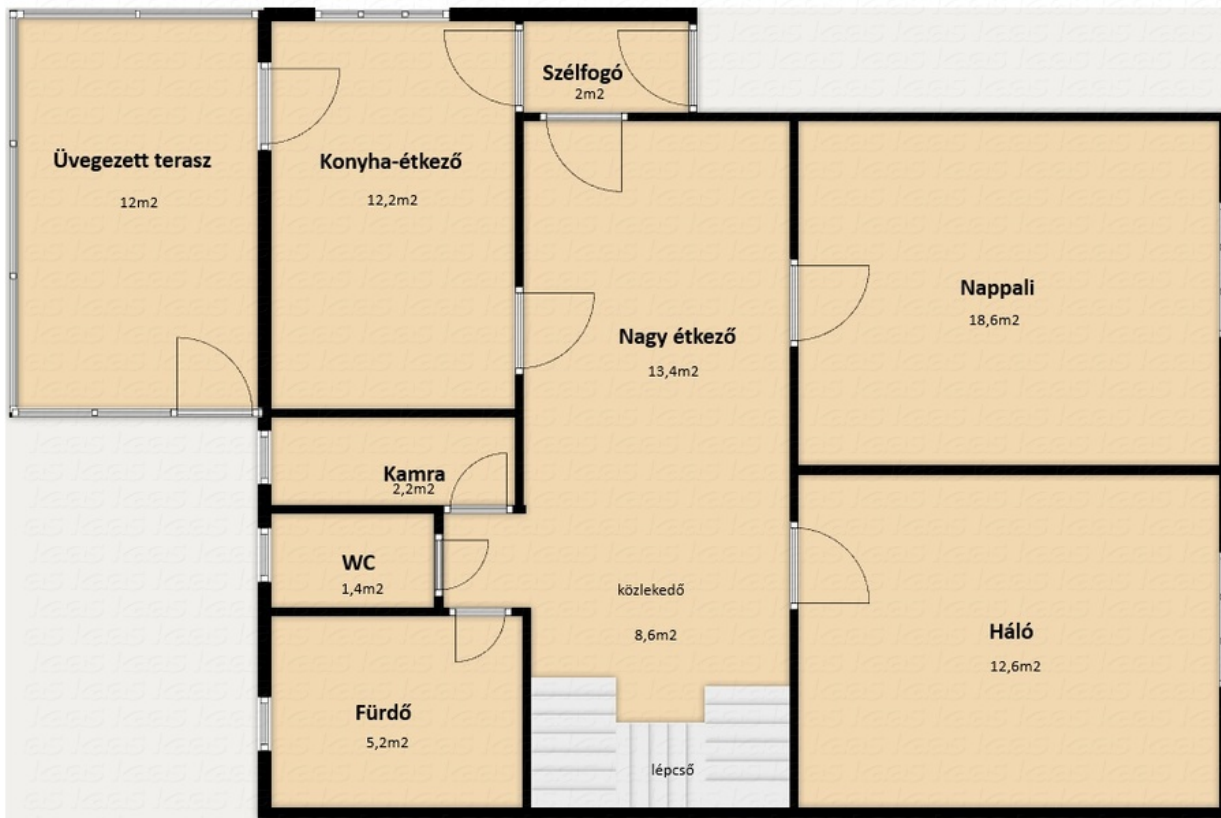 Szélfogó
2m2
Üvegezett terasz
12m2
Konyha-étkező
12,2m2
Nappali
18,6m2
Nagy étkező
13,4m2
Kamra
2,2m2
WC
1,4m2
közlekedő
8,6m2
Háló
12,6m2
Fürdő
5,2m2
lépcső